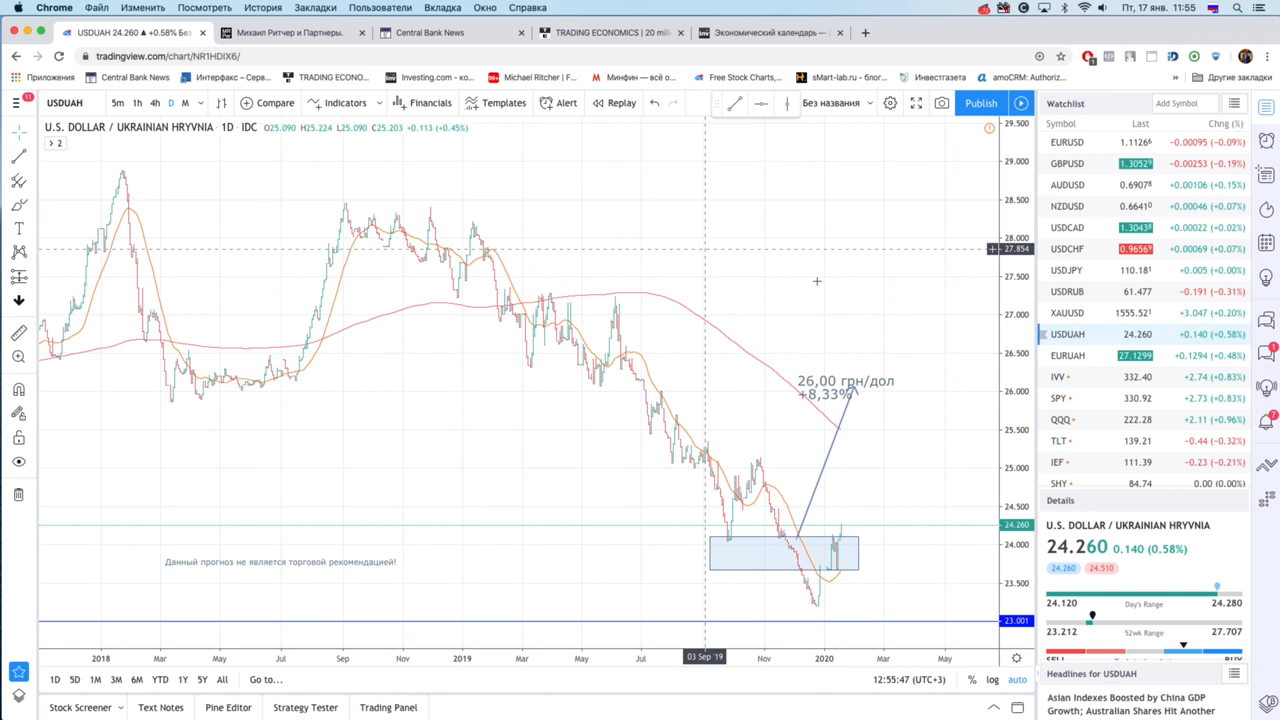 Chrome Файл Изменить Посмотреть История Закладки Пользователи Вкладка Окно Справка Пт, 17 янв. 11:55
USDUAH 24.260 ▲ +0.58% Без Михаил Ритчер и Партнеры. Central Bank News TRADING ECONOMICS | 20 mil Экономический календарь —
tradingview.com/chart/NR1HDIX6/
Приложения Central Bank News Интерфакс – Серв... TRADING ECONO... Investing.com - ко... Michael Ritcher | F... Минфин — всё о... Free Stock Charts,... sMart-lab.ru - блог... Инвестгазета amoCRM: Authoriz... » Другие закладки
USDUAH 5m 1h 4h D M Compare Indicators Financials Templates Alert Replay Без названия Publish
U.S. DOLLAR / UKRAINIAN HRYVNIA · 1D · IDC O25.090 H25.224 L25.090 C25.203 +0.113 (+0.45%)
2
29.500
29.000
28.500
28.000
27.854
27.500
27.000
26.500
26.000
25.500
25.000
24.500
24.260
24.000
23.500
23.001
26,00 грн/дол
+8,33%
Данный прогноз не является торговой рекомендацией!
2018 Mar May Jul Sep Nov 2019 Mar May Jul 03 Sep '19 Nov 2020 Mar May
1D 5D 1M 3M 6M YTD 1Y 5Y All Go to... 12:55:47 (UTC+3) % log auto
Stock Screener Text Notes Pine Editor Strategy Tester Trading Panel
Watchlist Add Symbol
Symbol Last Chng (%)
EURUSD 1.11266 -0.00095 (-0.09%)
GBPUSD 1.30529 -0.00253 (-0.19%)
AUDUSD 0.69078 +0.00106 (+0.15%)
NZDUSD 0.66410 +0.00046 (+0.07%)
USDCAD 1.30438 +0.00022 (+0.02%)
USDCHF 0.96569 +0.00069 (+0.07%)
USDJPY 110.181 +0.005 (+0.00%)
USDRUB 61.477 -0.191 (-0.31%)
XAUUSD 1555.521 +3.047 (+0.20%)
USDUAH 24.260 +0.140 (+0.58%)
EURUAH 27.1299 +0.1294 (+0.48%)
IVV 332.40 +2.74 (+0.83%)
SPY 330.92 +2.73 (+0.83%)
QQQ 222.28 +2.11 (+0.96%)
TLT 139.21 -0.44 (-0.32%)
IEF 111.39 -0.23 (-0.21%)
SHY 84.74 0.00 (0.00%)
Details
U.S. DOLLAR / UKRAINIAN HRYVNIA
24.260 0.140 (0.58%)
24.260 24.510
24.120 Day's Range 24.280
23.212 52wk Range 27.707
Headlines for USDUAH
Asian Indexes Boosted by China GDP
Growth; Australian Shares Hit Another